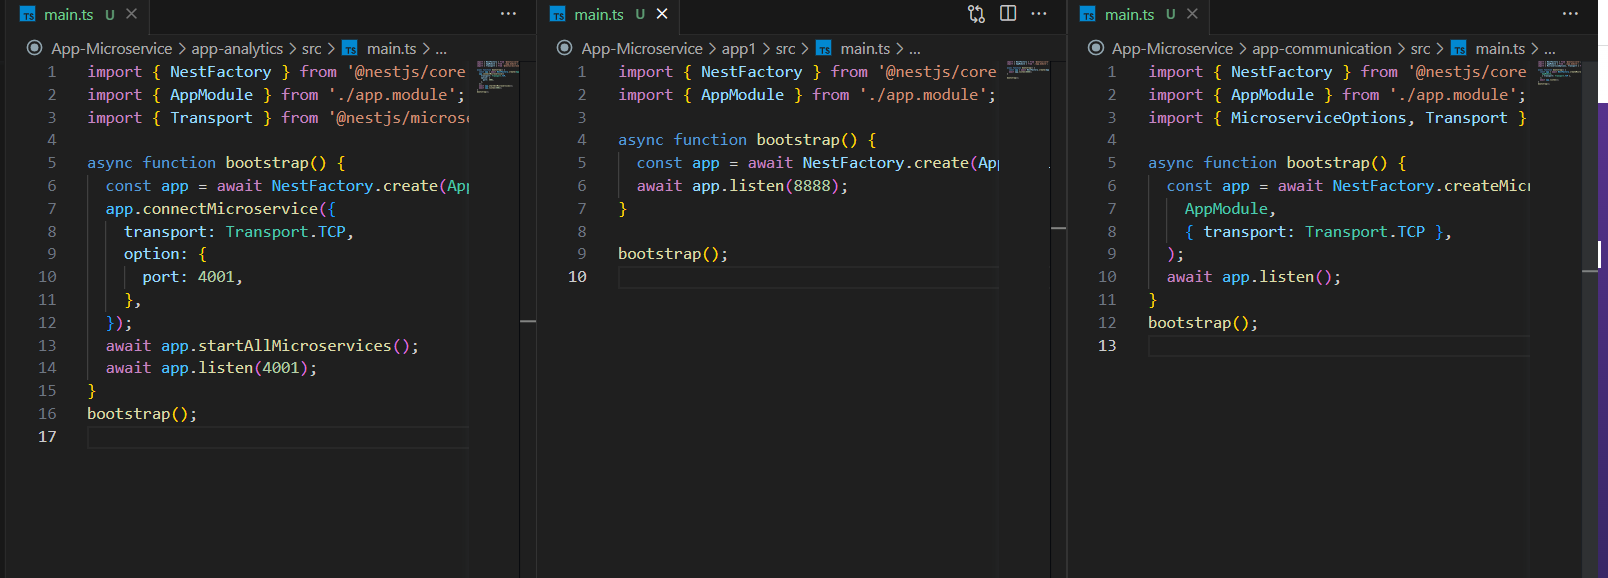 main.ts U
App-Microservice > app-analytics > src > TS main.ts > ...
1 import { NestFactory } from '@nestjs/core
2 import { AppModule } from './app.module';
3 import { Transport } from '@nestjs/micros
4
5 async function bootstrap() {
6 const app = await NestFactory.create(App
7 app.connectMicroservice({
8 transport: Transport.TCP,
9 option: {
10 port: 4001,
11 },
12 });
13 await app.startAllMicroservices();
14 await app.listen(4001);
15 }
16 bootstrap();
17
main.ts U
App-Microservice > app1 > src > TS main.ts > ...
1 import { NestFactory } from '@nestjs/core
2 import { AppModule } from './app.module';
3
4 async function bootstrap() {
5 const app = await NestFactory.create(Ap
6 await app.listen(8888);
7 }
8
9 bootstrap();
10
main.ts U
App-Microservice > app-communication > src > TS main.ts > ...
1 import { NestFactory } from '@nestjs/core
2 import { AppModule } from './app.module';
3 import { MicroserviceOptions, Transport }
4
5 async function bootstrap() {
6 const app = await NestFactory.createMicr
7 AppModule,
8 { transport: Transport.TCP },
9 );
10 await app.listen();
11 }
12 bootstrap();
13